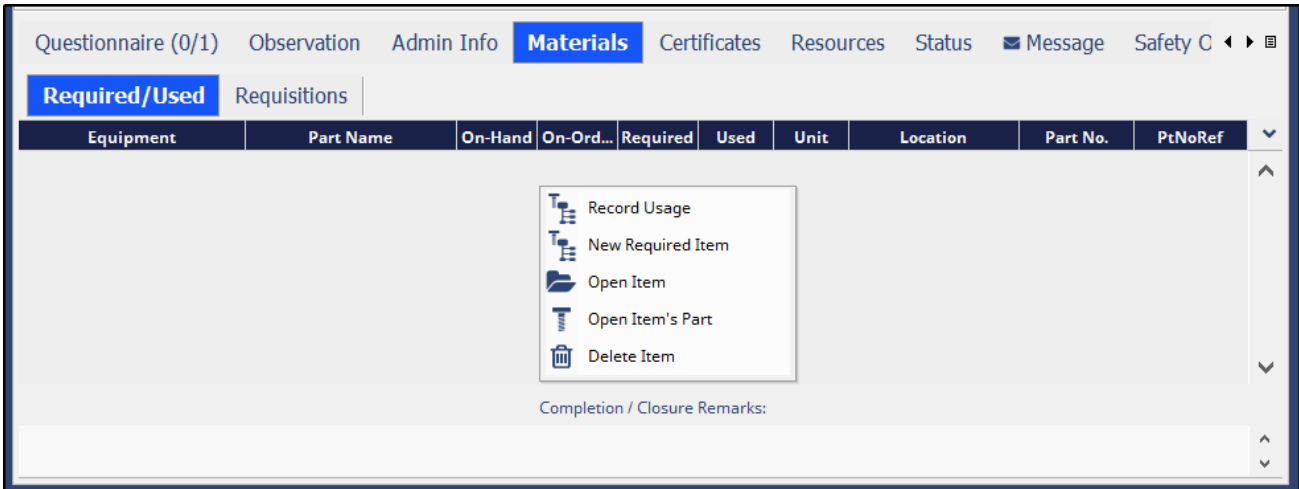 Questionnaire (0/1) Observation Admin Info Materials Certificates Resources Status Message Safety O
Required/Used Requisitions
Equipment Part Name On-Hand On-Ord... Required Used Unit Location Part No. PtNoRef
Record Usage
New Required Item
Open Item
Open Item's Part
Delete Item
Completion / Closure Remarks: